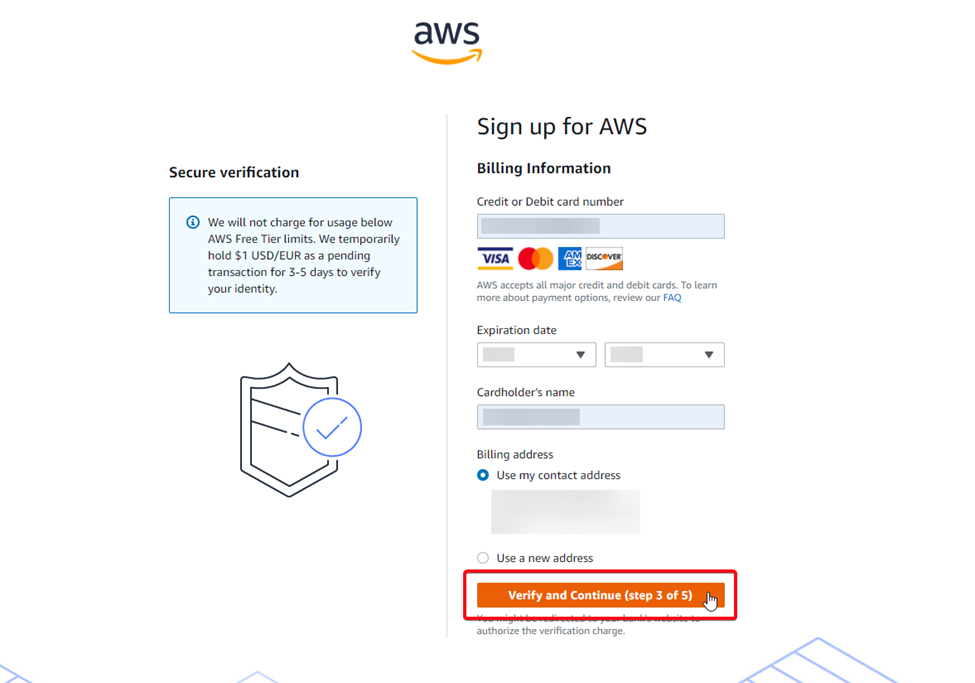 aws
Sign up for AWS
Secure verification
We will not charge for usage below
AWS Free Tier limits. We temporarily
hold $1 USD/EUR as a pending
transaction for 3-5 days to verify
your identity.
Billing Information
Credit or Debit card number
VISA
AM
EX
DISCOVER
AWS accepts all major credit and debit cards. To learn
more about payment options, review our FAQ
Expiration date
Cardholder's name
Billing address
Use my contact address
Use a new address
Verify and Continue (step 3 of 5)
You might be redirected to your bank's website to
authorize the verification charge.